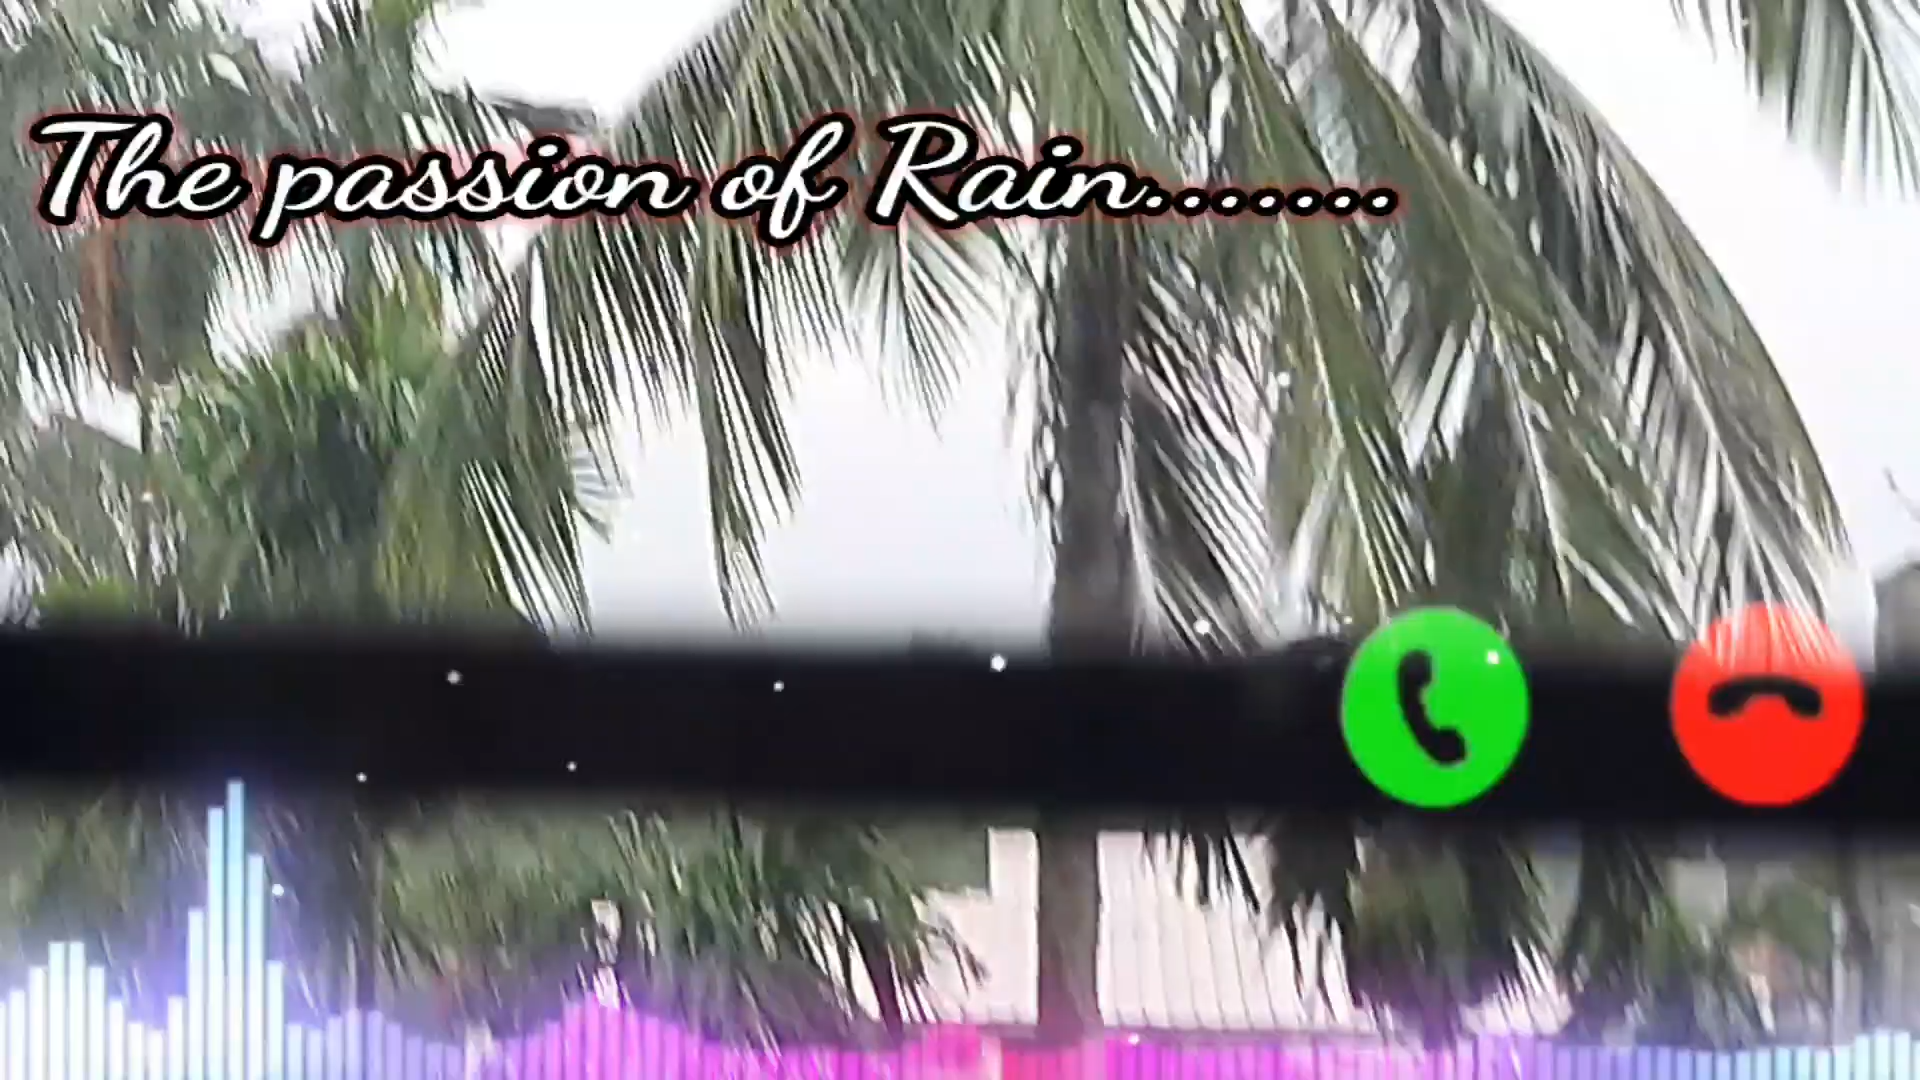 The passion of Rain.......